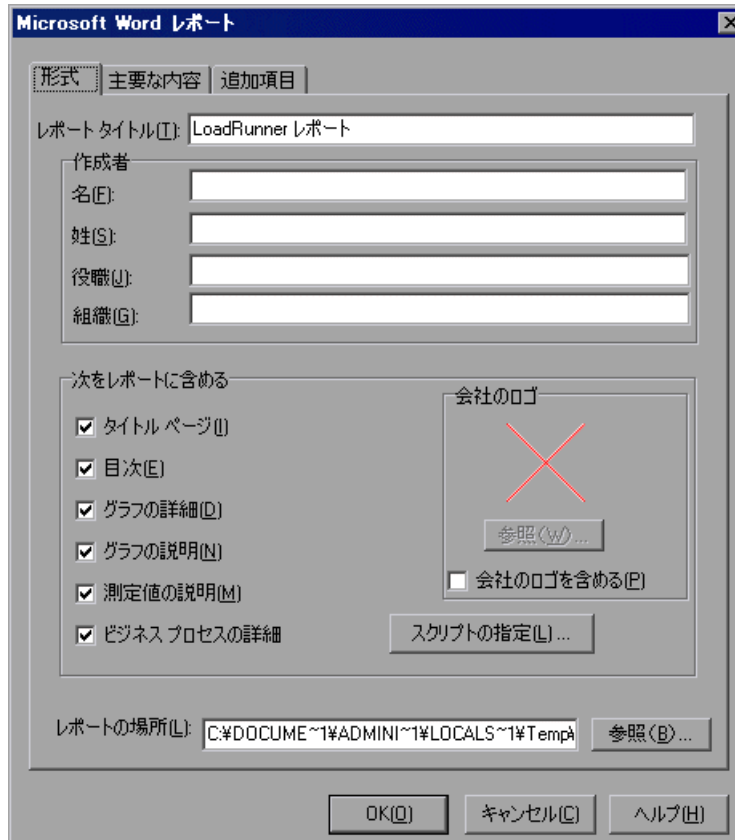 Microsoft Word レポート
形式 主要な内容 追加項目
レポート タイトル(T): LoadRunner レポート
作成者
名(F):
姓(S):
役職(J):
組織(G):
次をレポートに含める
会社のロゴ
タイトル ページ(I)
目次(E)
グラフの詳細(D)
参照(W)...
グラフの説明(N)
会社のロゴを含める(P)
測定値の説明(M)
ビジネス プロセスの詳細
スクリプトの指定(L)...
レポートの場所(L): C:¥DOCUME~1¥ADMINI~1¥LOCALS~1¥Temp¥ 参照(B)...
OK(O) キャンセル(C) ヘルプ(H)